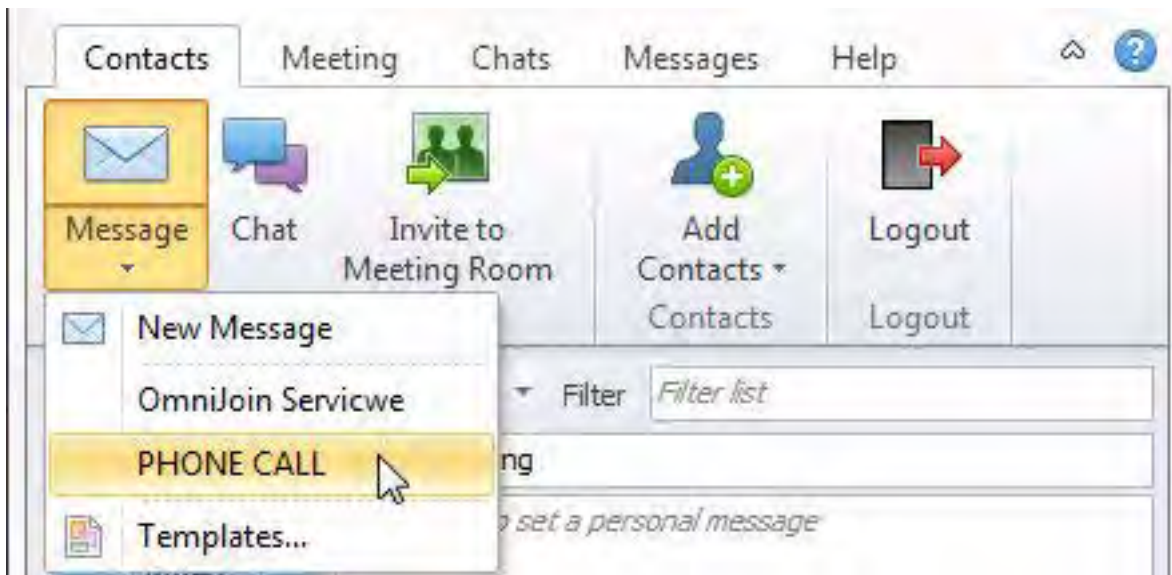 Contacts Meeting Chats Messages Help
Message Chat Invite to Add Logout
Meeting Room Contacts
Contacts Logout
New Message
OmniJoin Servicwe
Filter Filter list
PHONE CALL
ng
set a personal message
Templates...